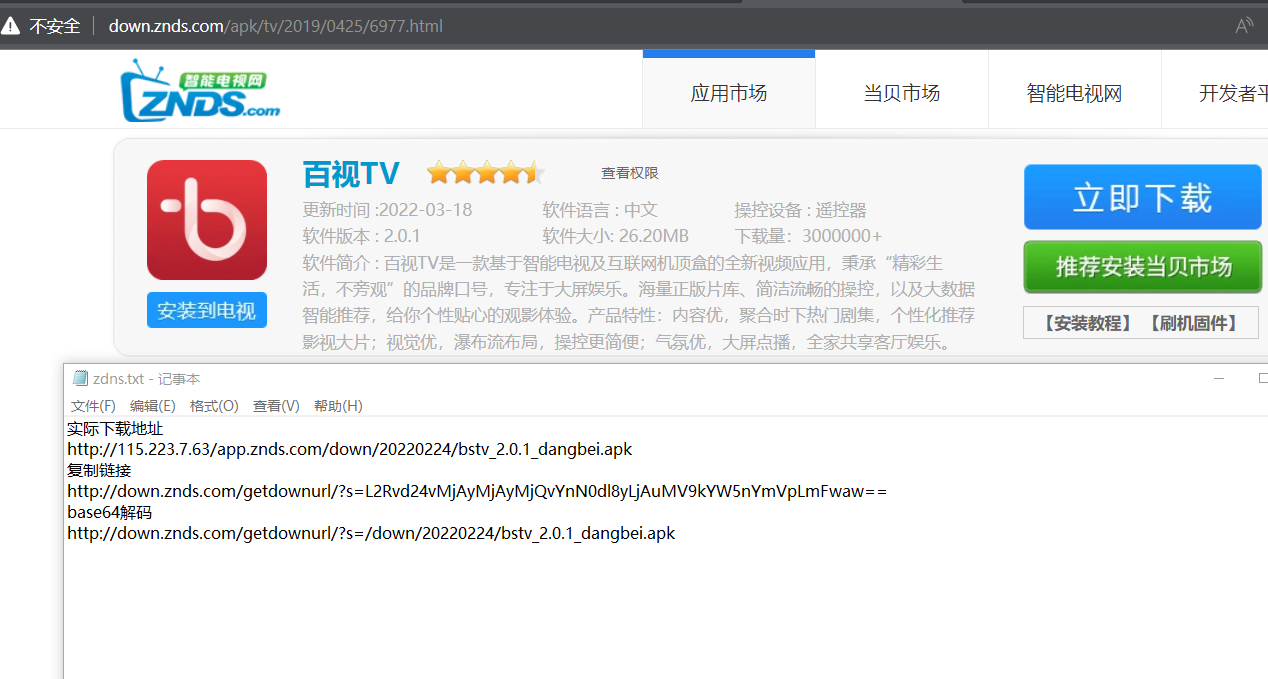 不安全 down.znds.com/apk/tv/2019/0425/6977.html A
智能电视网
ZNDS.com
应用市场 当贝市场 智能电视网 开发者平
百视TV 查看权限
立即下载
更新时间 :2022-03-18 软件语言 : 中文 操控设备 : 遥控器
软件版本 : 2.0.1 软件大小: 26.20MB 下载量：3000000+
软件简介 : 百视TV是一款基于智能电视及互联网机顶盒的全新视频应用，秉承“精彩生
活，不旁观”的品牌口号，专注于大屏娱乐。海量正版片库、简洁流畅的操控，以及大数据
智能推荐，给你个性贴心的观影体验。产品特性：内容优，聚合时下热门剧集，个性化推荐
影视大片；视觉优，瀑布流布局，操控更简便；气氛优，大屏点播，全家共享客厅娱乐。
推荐安装当贝市场
安装到电视
【安装教程】 【刷机固件】
zdns.txt - 记事本
文件(F) 编辑(E) 格式(O) 查看(V) 帮助(H)
实际下载地址
http://115.223.7.63/app.znds.com/down/20220224/bstv_2.0.1_dangbei.apk
复制链接
http://down.znds.com/getdownurl/?s=L2Rvd24vMjAyMjAyMjQvYnN0dl8yLjAuMV9kYW5nYmVpLmFwaw==
base64解码
http://down.znds.com/getdownurl/?s=/down/20220224/bstv_2.0.1_dangbei.apk